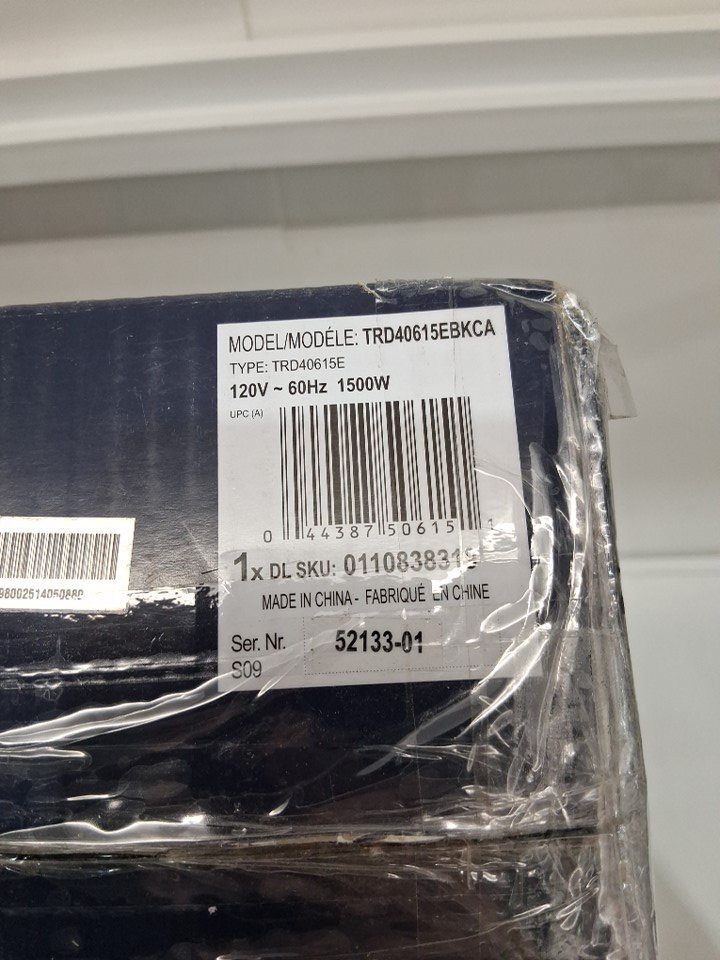 MODEL/MODÉLE: TRD40615EBKCA
TYPE: TRD40615E
120V ~ 60Hz 1500W
UPC (A)
0 44387 50615 1
1x DL SKU: 0110838319
MADE IN CHINA - FABRIQUÉ EN CHINE
Ser. Nr. 52133-01
S09
98002514050880